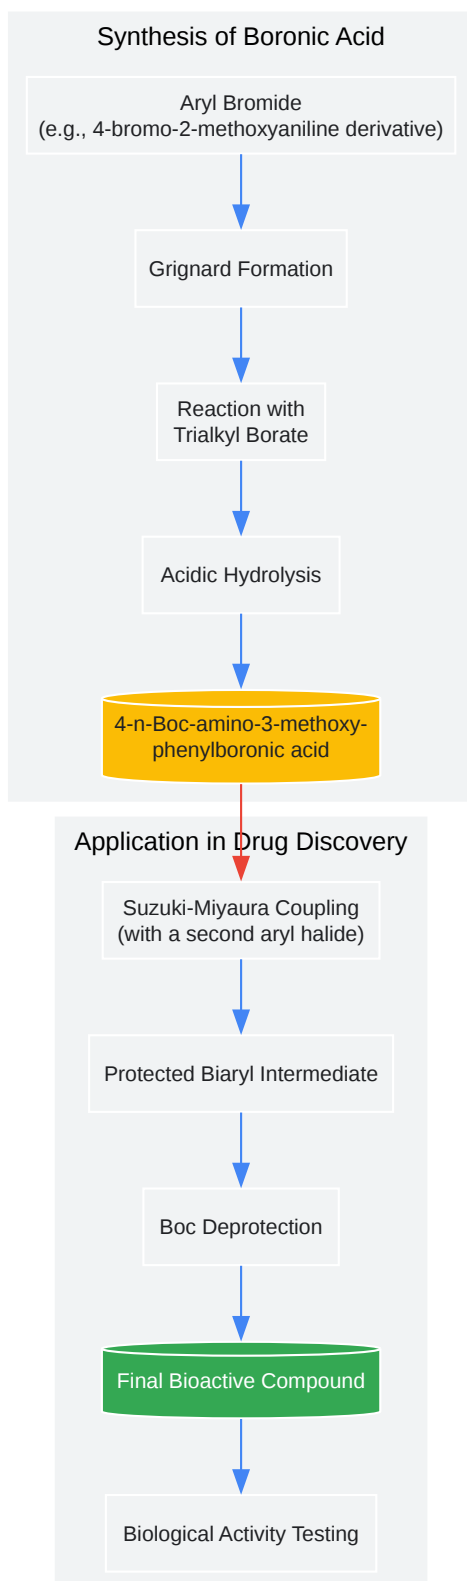 Synthesis of Boronic Acid
Aryl Bromide
(e.g., 4-bromo-2-methoxyaniline derivative)
Grignard Formation
Reaction with
Trialkyl Borate
Acidic Hydrolysis
4-n-Boc-amino-3-methoxy-
phenylboronic acid
Application in Drug Discovery
Suzuki-Miyaura Coupling
(with a second aryl halide)
Protected Biaryl Intermediate
Boc Deprotection
Final Bioactive Compound
Biological Activity Testing